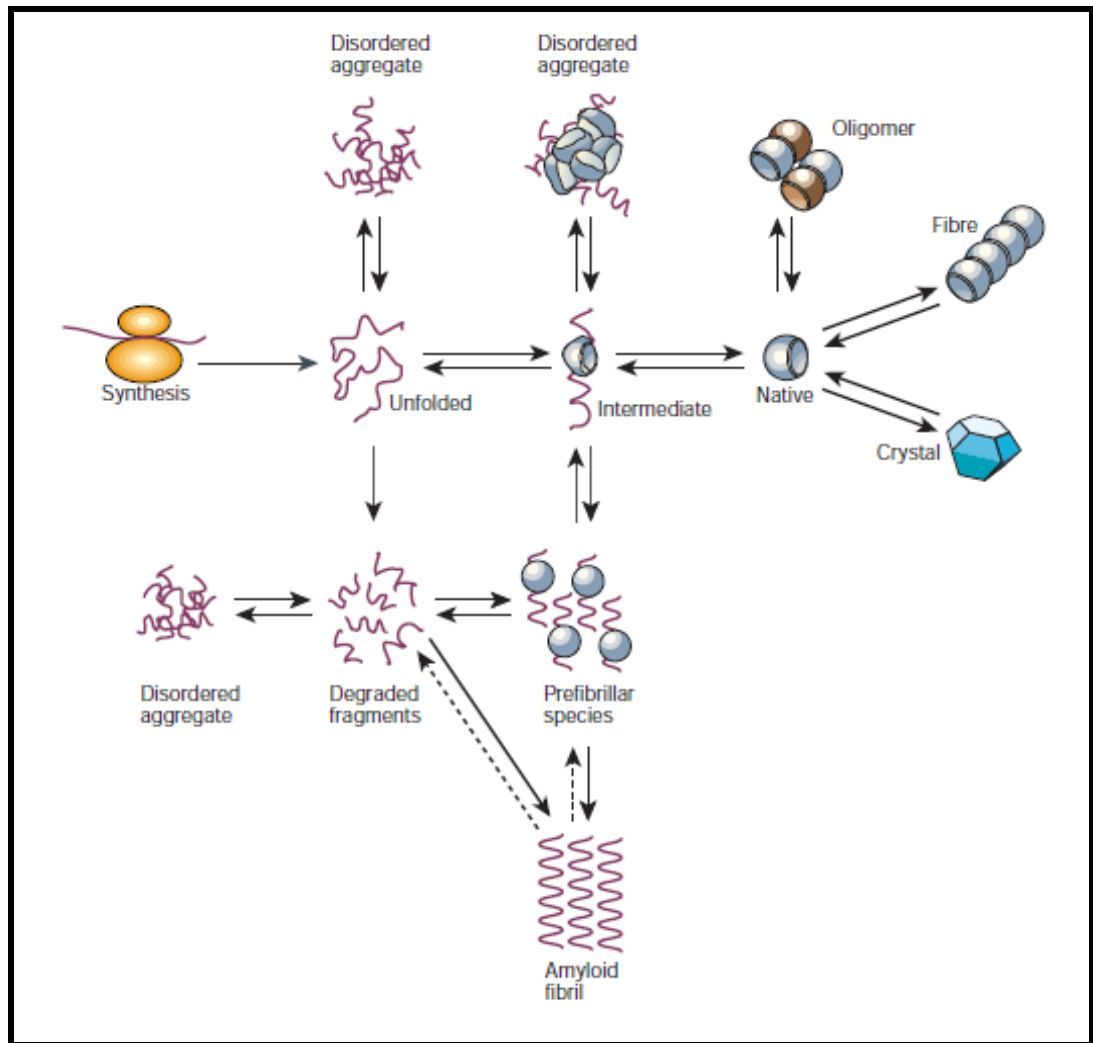 Disordered
aggregate
Disordered
aggregate
Oligomer
Fibre
Synthesis
Unfolded
Intermediate
Native
Crystal
Disordered
aggregate
Degraded
fragments
Prefibrillar
species
Amyloid
fibril